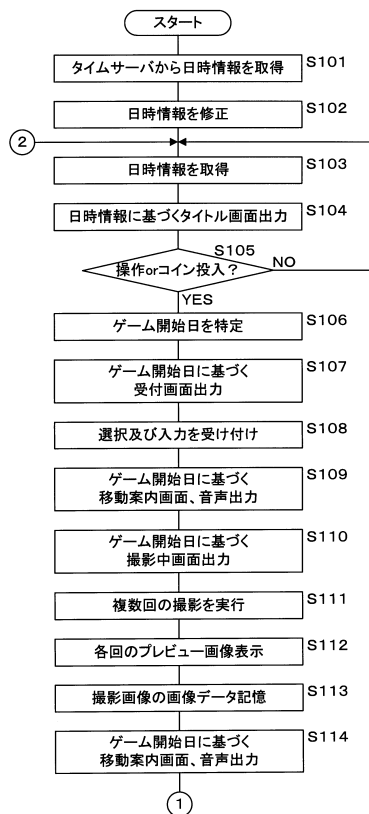 スタート
タイムサーバから日時情報を取得 S101
日時情報を修正 S102
2
日時情報を取得 S103
日時情報に基づくタイトル画面出力 S104
S105
操作orコイン投入？ NO
YES
ゲーム開始日を特定 S106
ゲーム開始日に基づく S107
受付画面出力
選択及び入力を受け付け S108
ゲーム開始日に基づく S109
移動案内画面、音声出力
ゲーム開始日に基づく S110
撮影中画面出力
複数回の撮影を実行 S111
各回のプレビュー画像表示 S112
撮影画像の画像データ記憶 S113
ゲーム開始日に基づく S114
移動案内画面、音声出力
1